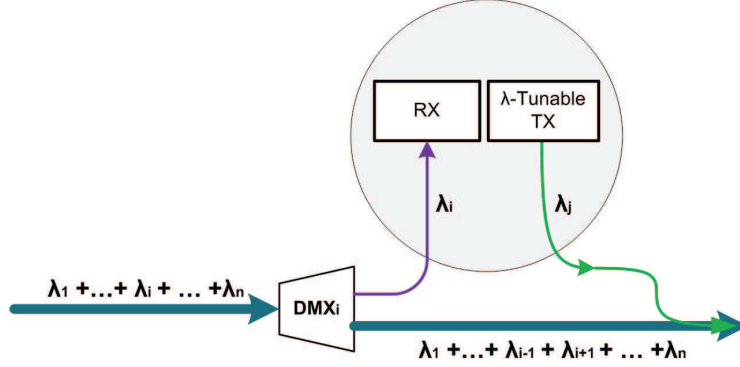 RX
λ-Tunable
TX
λi
λj
λ1 +...+ λi + ... +λn
DMXi
λ1 +...+ λi-1 + λi+1 + ... +λn